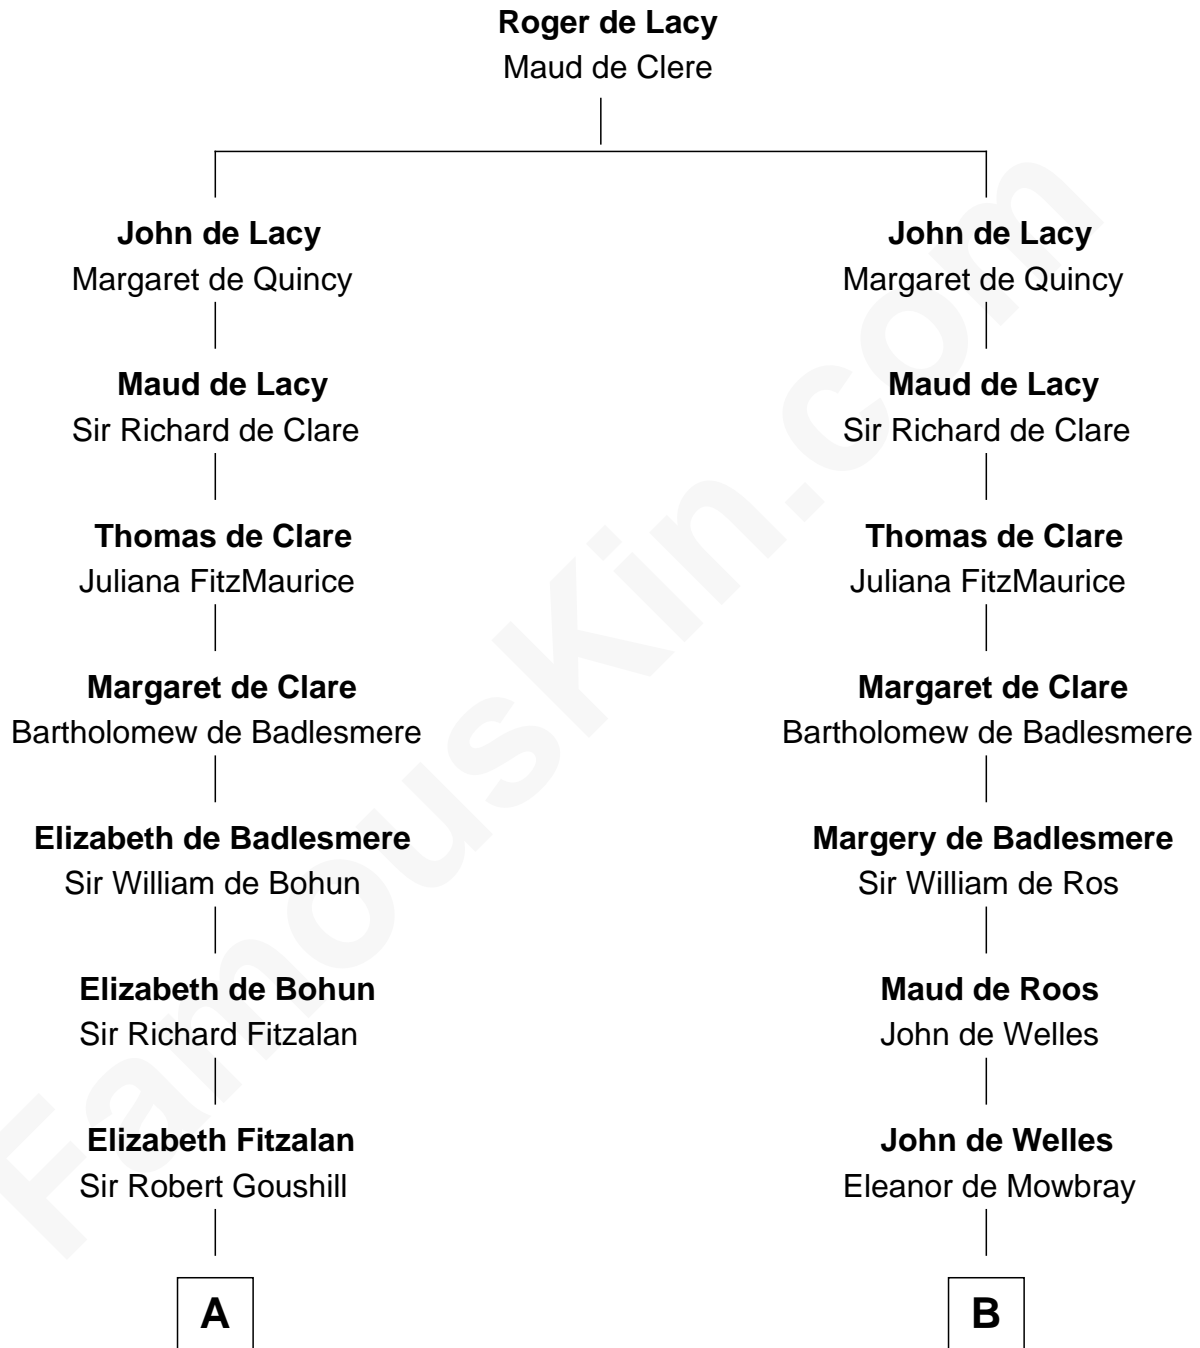 Roger de Lacy
Maud de Clere
John de Lacy
Margaret de Quincy
John de Lacy
Margaret de Quincy
Maud de Lacy
Sir Richard de Clare
Maud de Lacy
Sir Richard de Clare
Thomas de Clare
Juliana FitzMaurice
Thomas de Clare
Juliana FitzMaurice
Margaret de Clare
Bartholomew de Badlesmere
Margaret de Clare
Bartholomew de Badlesmere
Elizabeth de Badlesmere
Sir William de Bohun
Margery de Badlesmere
Sir William de Ros
Elizabeth de Bohun
Sir Richard Fitzalan
Maud de Roos
John de Welles
Elizabeth Fitzalan
Sir Robert Goushill
John de Welles
Eleanor de Mowbray
A
B
FamousKin.com